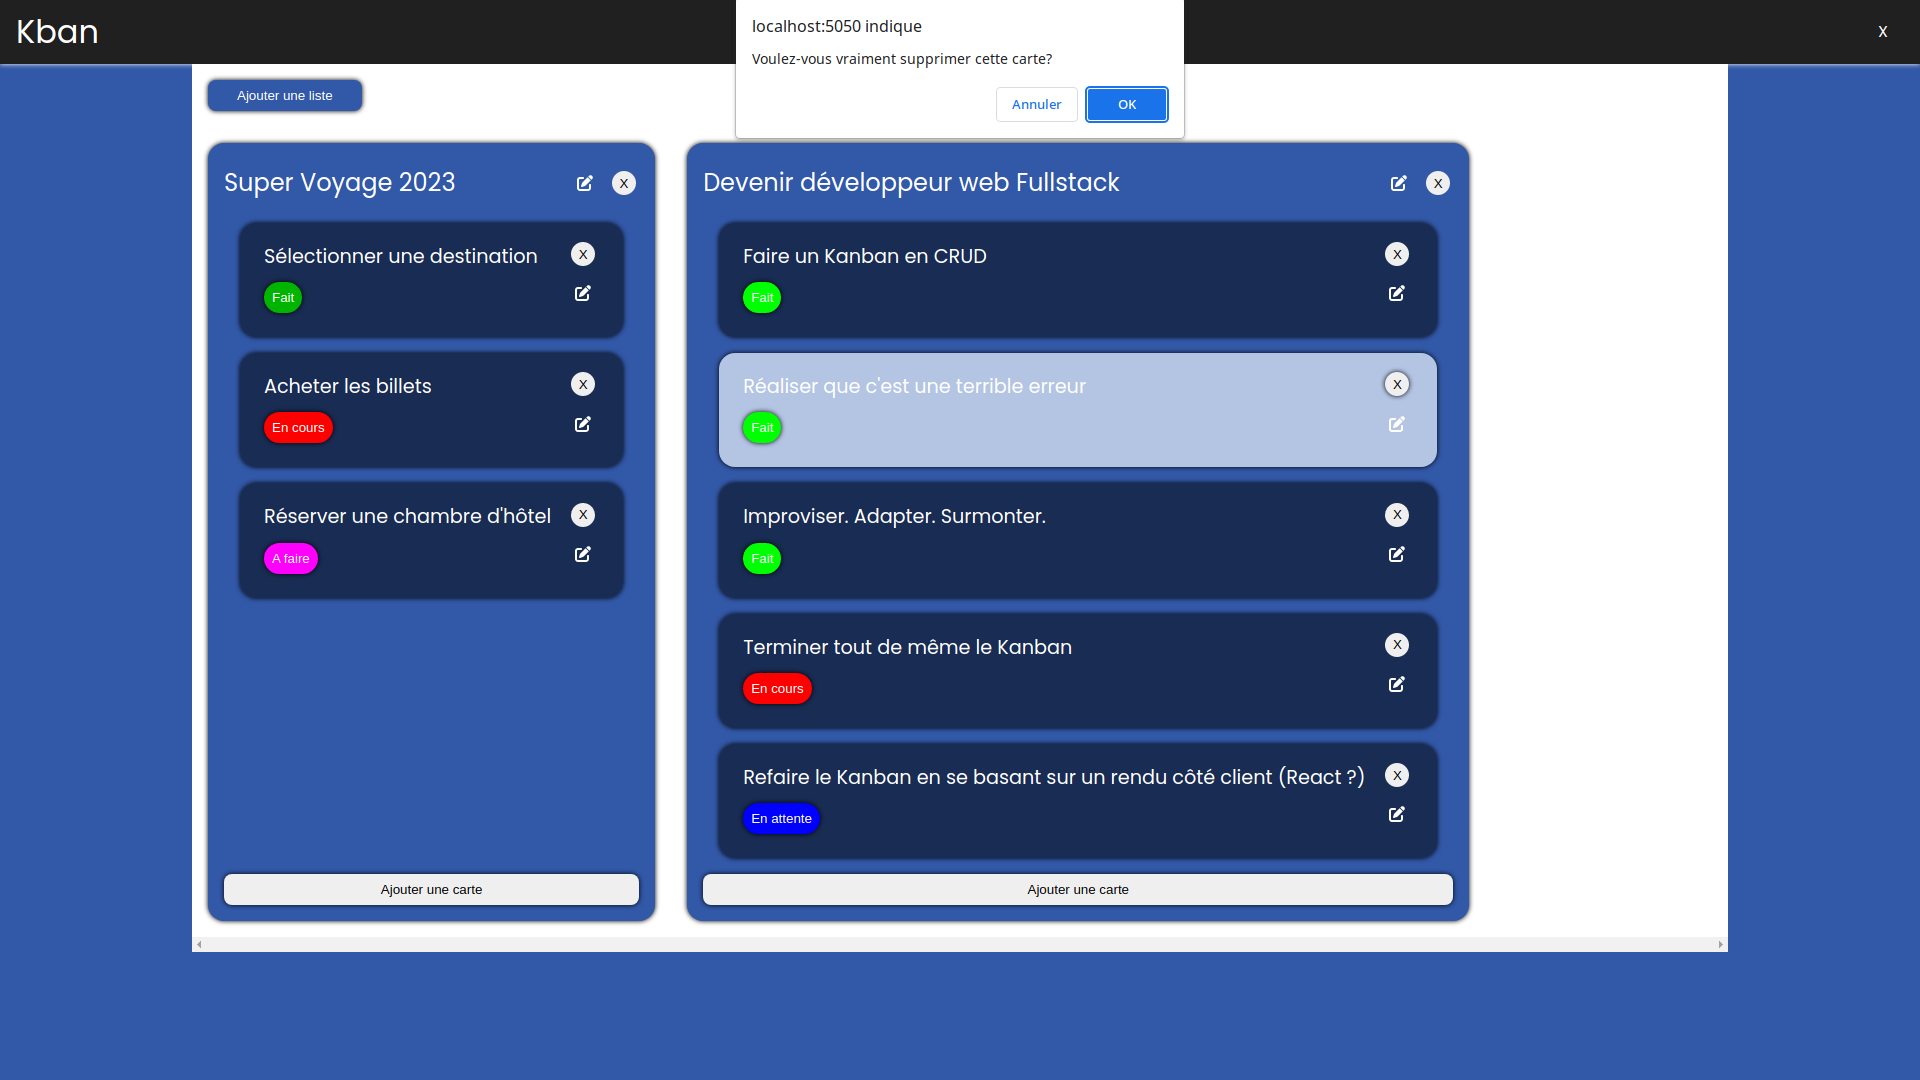 Kban
localhost:5050 indique
Voulez-vous vraiment supprimer cette carte?
Annuler
OK
X
Ajouter une liste
Super Voyage 2023
X
Sélectionner une destination
X
Fait
Acheter les billets
X
En cours
Réserver une chambre d'hôtel
X
A faire
Ajouter une carte
Devenir développeur web Fullstack
X
Faire un Kanban en CRUD
X
Fait
Réaliser que c'est une terrible erreur
X
Fait
Improviser. Adapter. Surmonter.
X
Fait
Terminer tout de même le Kanban
X
En cours
Refaire le Kanban en se basant sur un rendu côté client (React ?)
X
En attente
Ajouter une carte